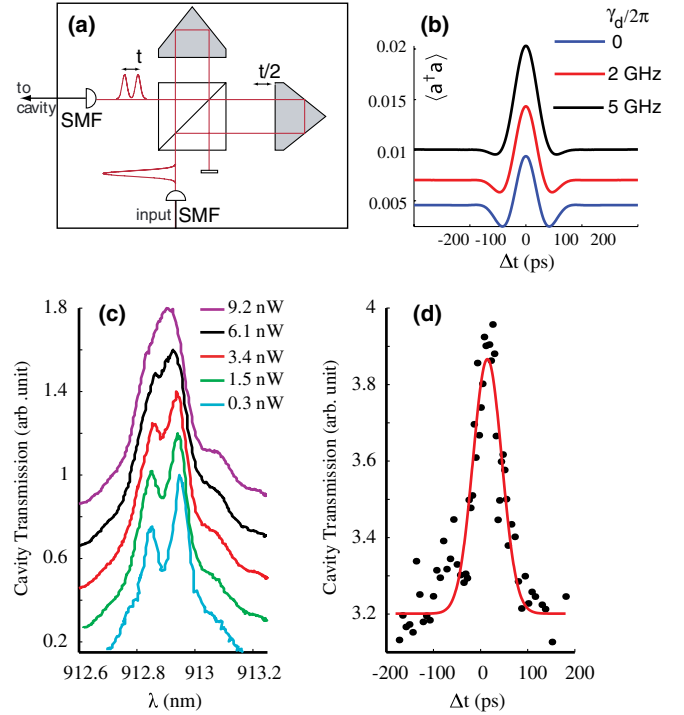 (a)
t
t/2
to
cavity
SMF
input
SMF
(b)
γd/2π
0
2 GHz
5 GHz
⟨a†a⟩
0.02
0.015
0.01
0.005
-200 -100 0 100 200
Δt (ps)
(c)
9.2 nW
6.1 nW
3.4 nW
1.5 nW
0.3 nW
Cavity Transmission (arb .unit)
1.8
1.4
1
0.6
0.2
912.6 912.8 913 913.2
λ (nm)
(d)
Cavity Transmission (arb. unit)
4
3.8
3.6
3.4
3.2
-200 -100 0 100 200
Δt (ps)